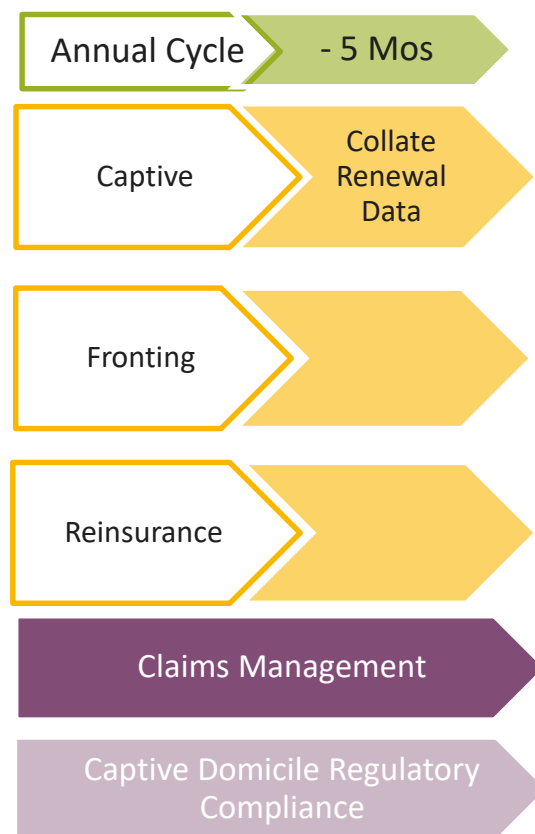 Annual Cycle
- 5 Mos
Captive
Collate
Renewal
Data
Fronting
Reinsurance
Claims Management
Captive Domicile Regulatory
Compliance